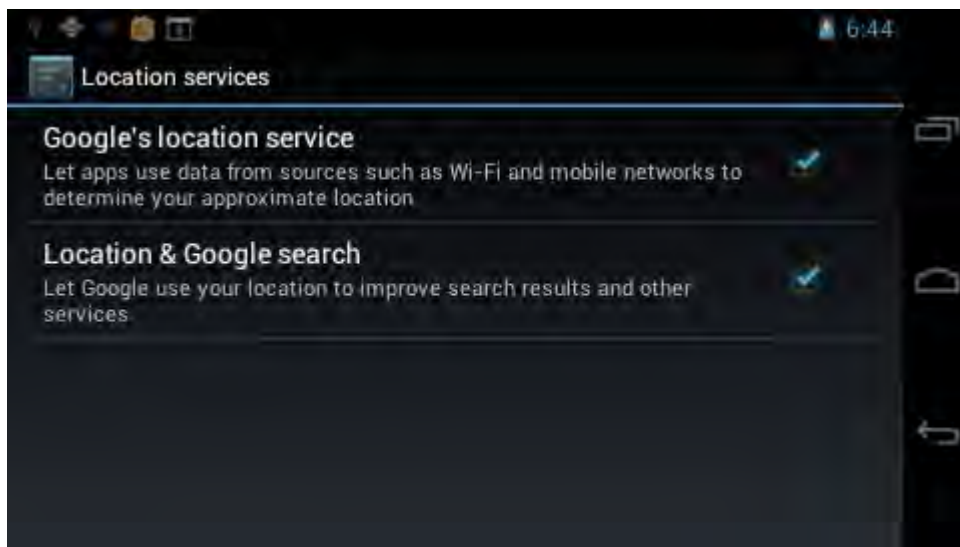 6:44
Location services
Google's location service
Let apps use data from sources such as Wi-Fi and mobile networks to
determine your approximate location
Location & Google search
Let Google use your location to improve search results and other
services